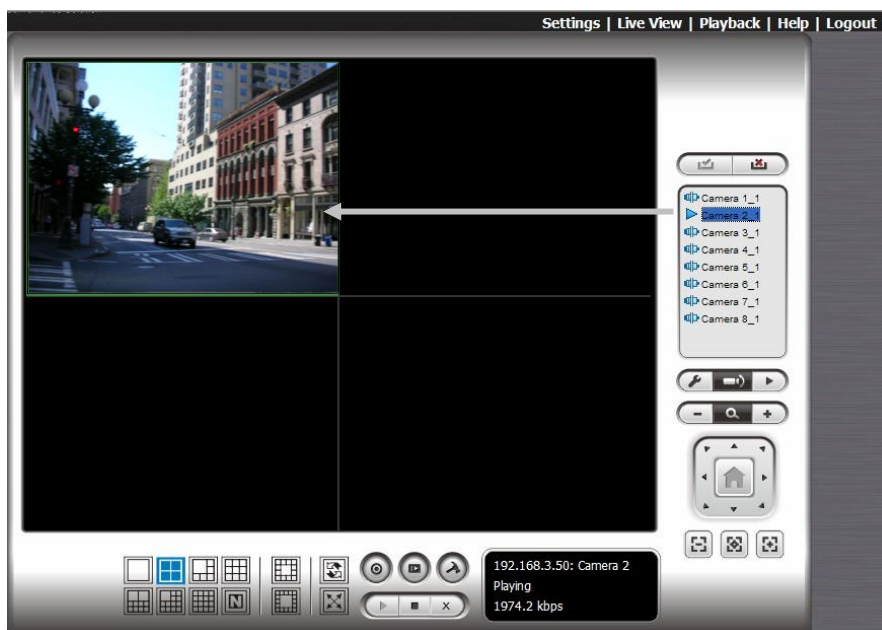 Settings | Live View | Playback | Help | Logout
Camera 1_1
Camera 2_1
Camera 3_1
Camera 4_1
Camera 5_1
Camera 6_1
Camera 7_1
Camera 8_1
N
192.168.3.50: Camera 2
Playing
1974.2 kbps